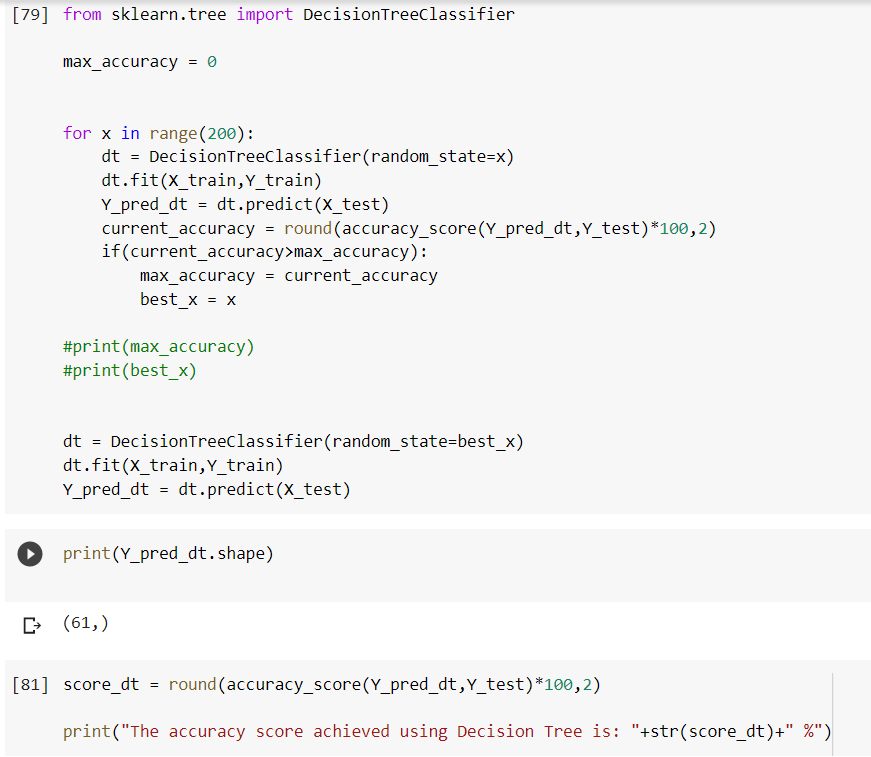 [79] from sklearn.tree import DecisionTreeClassifier
max_accuracy = 0
for x in range(200):
    dt = DecisionTreeClassifier(random_state=x)
    dt.fit(X_train,Y_train)
    Y_pred_dt = dt.predict(X_test)
    current_accuracy = round(accuracy_score(Y_pred_dt,Y_test)*100,2)
    if(current_accuracy>max_accuracy):
        max_accuracy = current_accuracy
        best_x = x
#print(max_accuracy)
#print(best_x)
dt = DecisionTreeClassifier(random_state=best_x)
dt.fit(X_train,Y_train)
Y_pred_dt = dt.predict(X_test)
print(Y_pred_dt.shape)
(61,)
[81] score_dt = round(accuracy_score(Y_pred_dt,Y_test)*100,2)
print("The accuracy score achieved using Decision Tree is: "+str(score_dt)+" %")